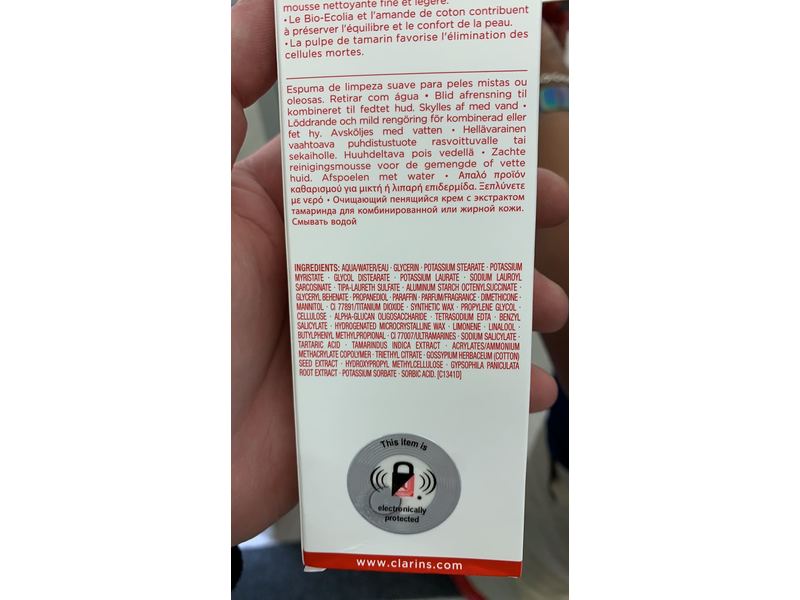 mousse nettoyante fine et légère.
• Le Bio-Ecolia et l'amande de coton contribuent
à préserver l'équilibre et le confort de la peau.
• La pulpe de tamarin favorise l'élimination des
cellules mortes.
Espuma de limpeza suave para peles mistas ou
oleosas. Retirar com água • Blid afrensning til
kombineret til fedtet hud. Skylles af med vand •
Löddrande och mild rengöring för kombinerad eller
fet hy. Avsköljes med vatten • Hellävarainen
vaahtoava puhdistustuote rasvoittuvalle tai
sekaiholle. Huuhdeltava pois vedellä • Zachte
reinigingsmousse voor de gemengde of vette
huid. Afspoelen met water • Απαλό προϊόν
καθαρισμού για μικτή ή λιπαρή επιδερμίδα. Ξεπλύνετε
με νερό • Очищающий пенящийся крем с экстрактом
тамаринда для комбинированной или жирной кожи.
Смывать водой
INGREDIENTS: AQUA/WATER/EAU · GLYCERIN · POTASSIUM STEARATE · POTASSIUM
MYRISTATE · GLYCOL DISTEARATE · POTASSIUM LAURATE · SODIUM LAUROYL
SARCOSINATE · TIPA-LAURETH SULFATE · ALUMINUM STARCH OCTENYLSUCCINATE ·
GLYCERYL BEHENATE · PROPANEDIOL · PARAFFIN · PARFUM/FRAGRANCE · DIMETHICONE ·
MANNITOL · CI 77891/TITANIUM DIOXIDE · SYNTHETIC WAX · PROPYLENE GLYCOL ·
CELLULOSE · ALPHA-GLUCAN OLIGOSACCHARIDE · TETRASODIUM EDTA · BENZYL
SALICYLATE · HYDROGENATED MICROCRYSTALLINE WAX · LIMONENE · LINALOOL ·
BUTYLPHENYL METHYLPROPIONAL · CI 77007/ULTRAMARINES · SODIUM SALICYLATE ·
TARTARIC ACID · TAMARINDUS INDICA EXTRACT · ACRYLATES/AMMONIUM
METHACRYLATE COPOLYMER · TRIETHYL CITRATE · GOSSYPIUM HERBACEUM (COTTON)
SEED EXTRACT · HYDROXYPROPYL METHYLCELLULOSE · GYPSOPHILA PANICULATA
ROOT EXTRACT · POTASSIUM SORBATE · SORBIC ACID. [C1341D]
This item is
electronically
protected
www.clarins.com